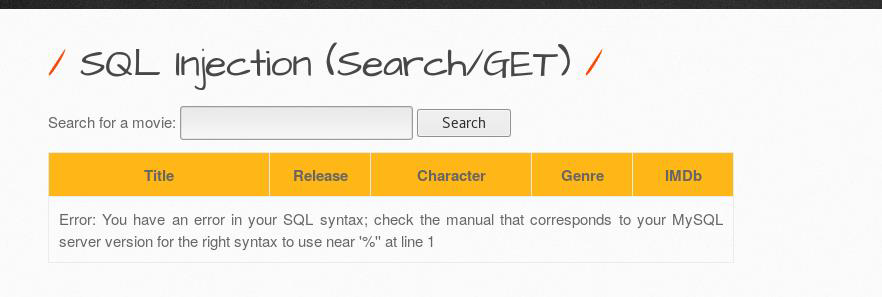 / SQL Injection (Search/GET) /
Search for a movie: Search
Title Release Character Genre IMDb
Error: You have an error in your SQL syntax; check the manual that corresponds to your MySQL
server version for the right syntax to use near '%'' at line 1